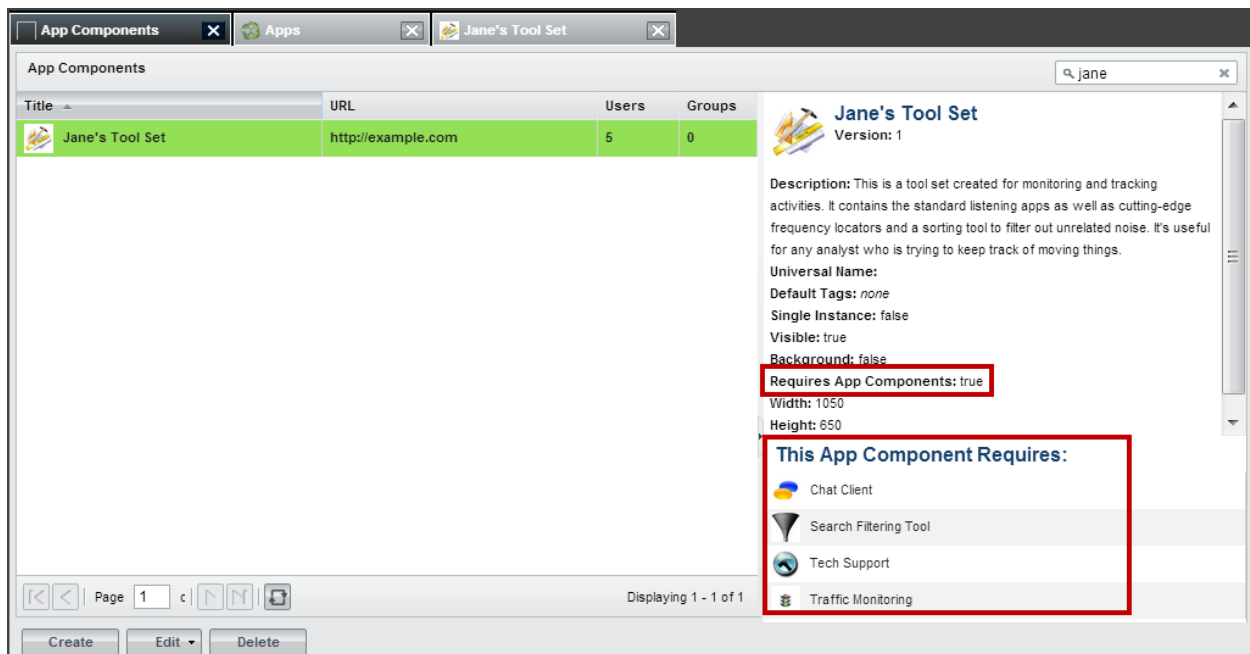 App Components
Apps
Jane's Tool Set
App Components
jane
Title URL Users Groups
Jane's Tool Set http://example.com 5 0
Jane's Tool Set
Version: 1
Description: This is a tool set created for monitoring and tracking
activities. It contains the standard listening apps as well as cutting-edge
frequency locators and a sorting tool to filter out unrelated noise. It's useful
for any analyst who is trying to keep track of moving things.
Universal Name:
Default Tags: none
Single Instance: false
Visible: true
Background: false
Requires App Components: true
Width: 1050
Height: 650
This App Component Requires:
Chat Client
Search Filtering Tool
Tech Support
Traffic Monitoring
Page 1 c
Displaying 1 - 1 of 1
Create Edit Delete